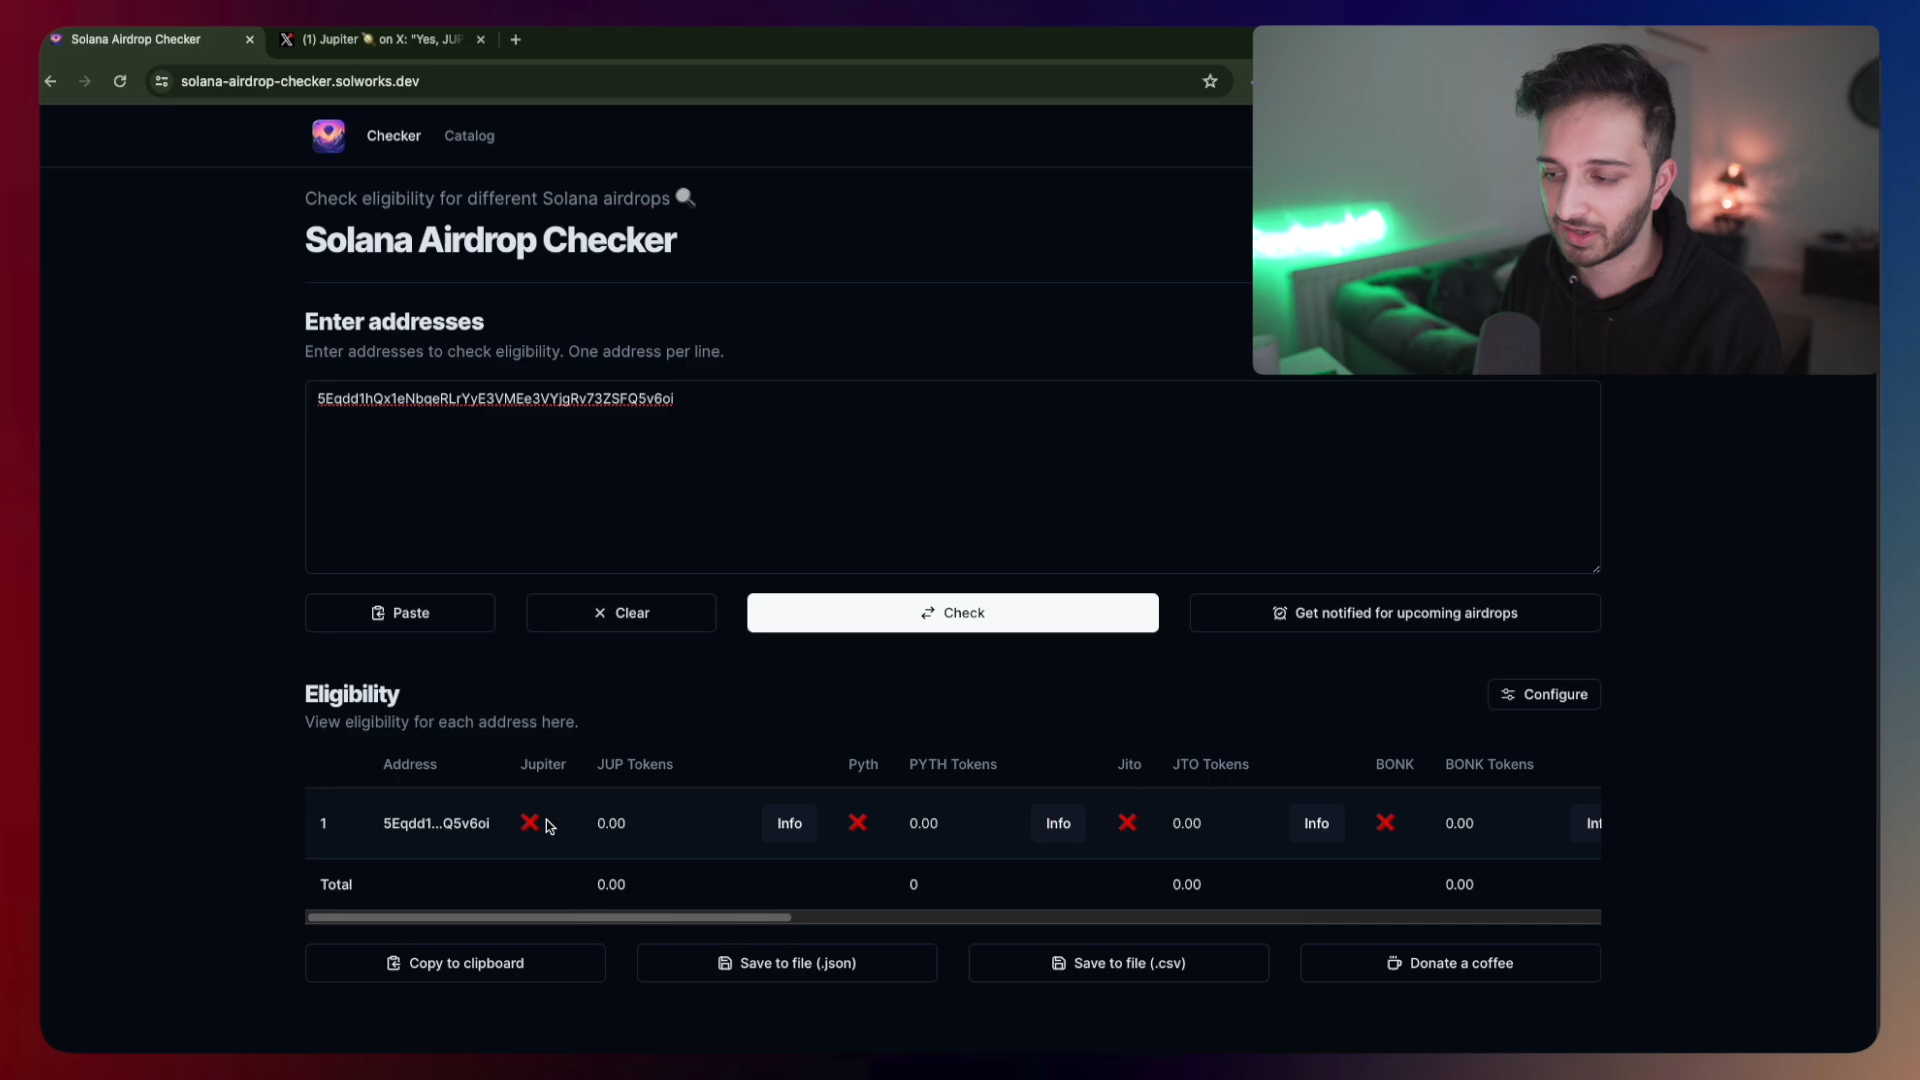 Solana Airdrop Checker
(1) Jupiter 🪐 on X: "Yes, JUP
solana-airdrop-checker.solworks.dev
Checker
Catalog
Check eligibility for different Solana airdrops 🔍
Solana Airdrop Checker
Enter addresses
Enter addresses to check eligibility. One address per line.
5Eqdd1hQx1eNbqeRLrYyE3VMEe3VYjgRv73ZSFQ5v6oi
Paste
Clear
Check
Get notified for upcoming airdrops
Eligibility
Configure
View eligibility for each address here.
Address Jupiter JUP Tokens Pyth PYTH Tokens Jito JTO Tokens BONK BONK Tokens
1 5Eqdd1...Q5v6oi ❌ 0.00 Info ❌ 0.00 Info ❌ 0.00 Info ❌ 0.00 Inf
Total 0.00 0 0.00 0.00
Copy to clipboard
Save to file (.json)
Save to file (.csv)
Donate a coffee